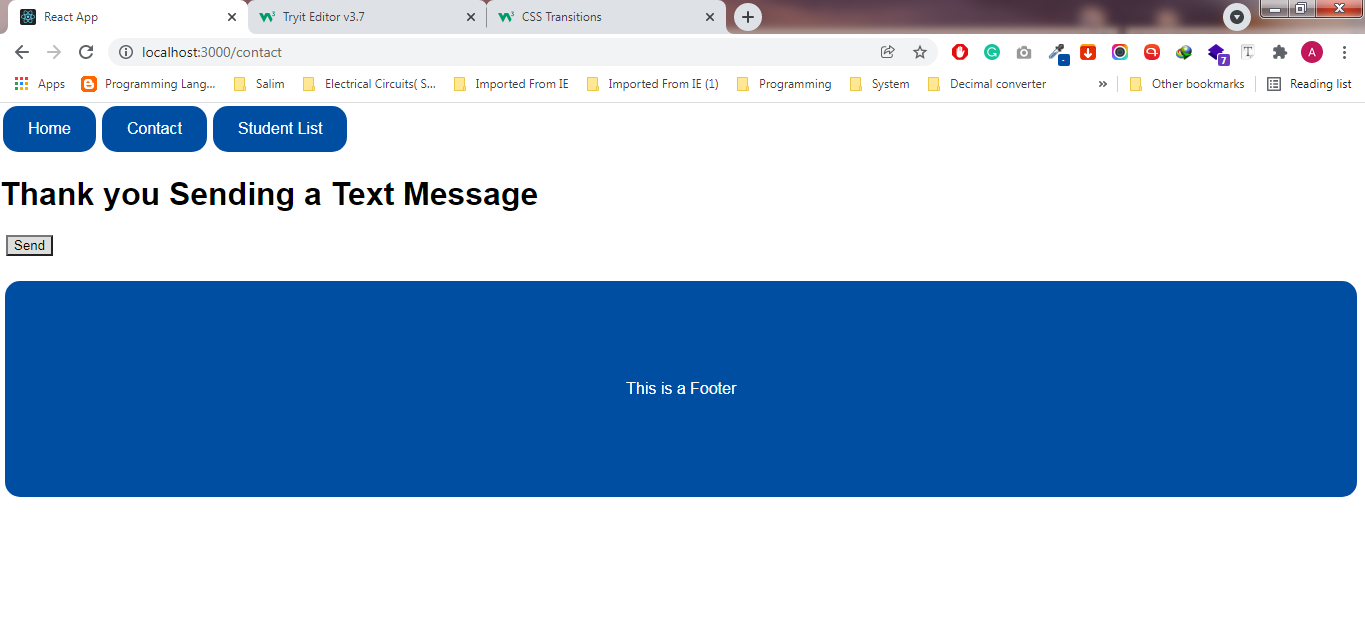 React App
Tryit Editor v3.7
CSS Transitions
localhost:3000/contact
7
T
A
Apps
Programming Lang...
Salim
Electrical Circuits( S...
Imported From IE
Imported From IE (1)
Programming
System
Decimal converter
»
Other bookmarks
Reading list
Home
Contact
Student List
Thank you Sending a Text Message
Send
This is a Footer